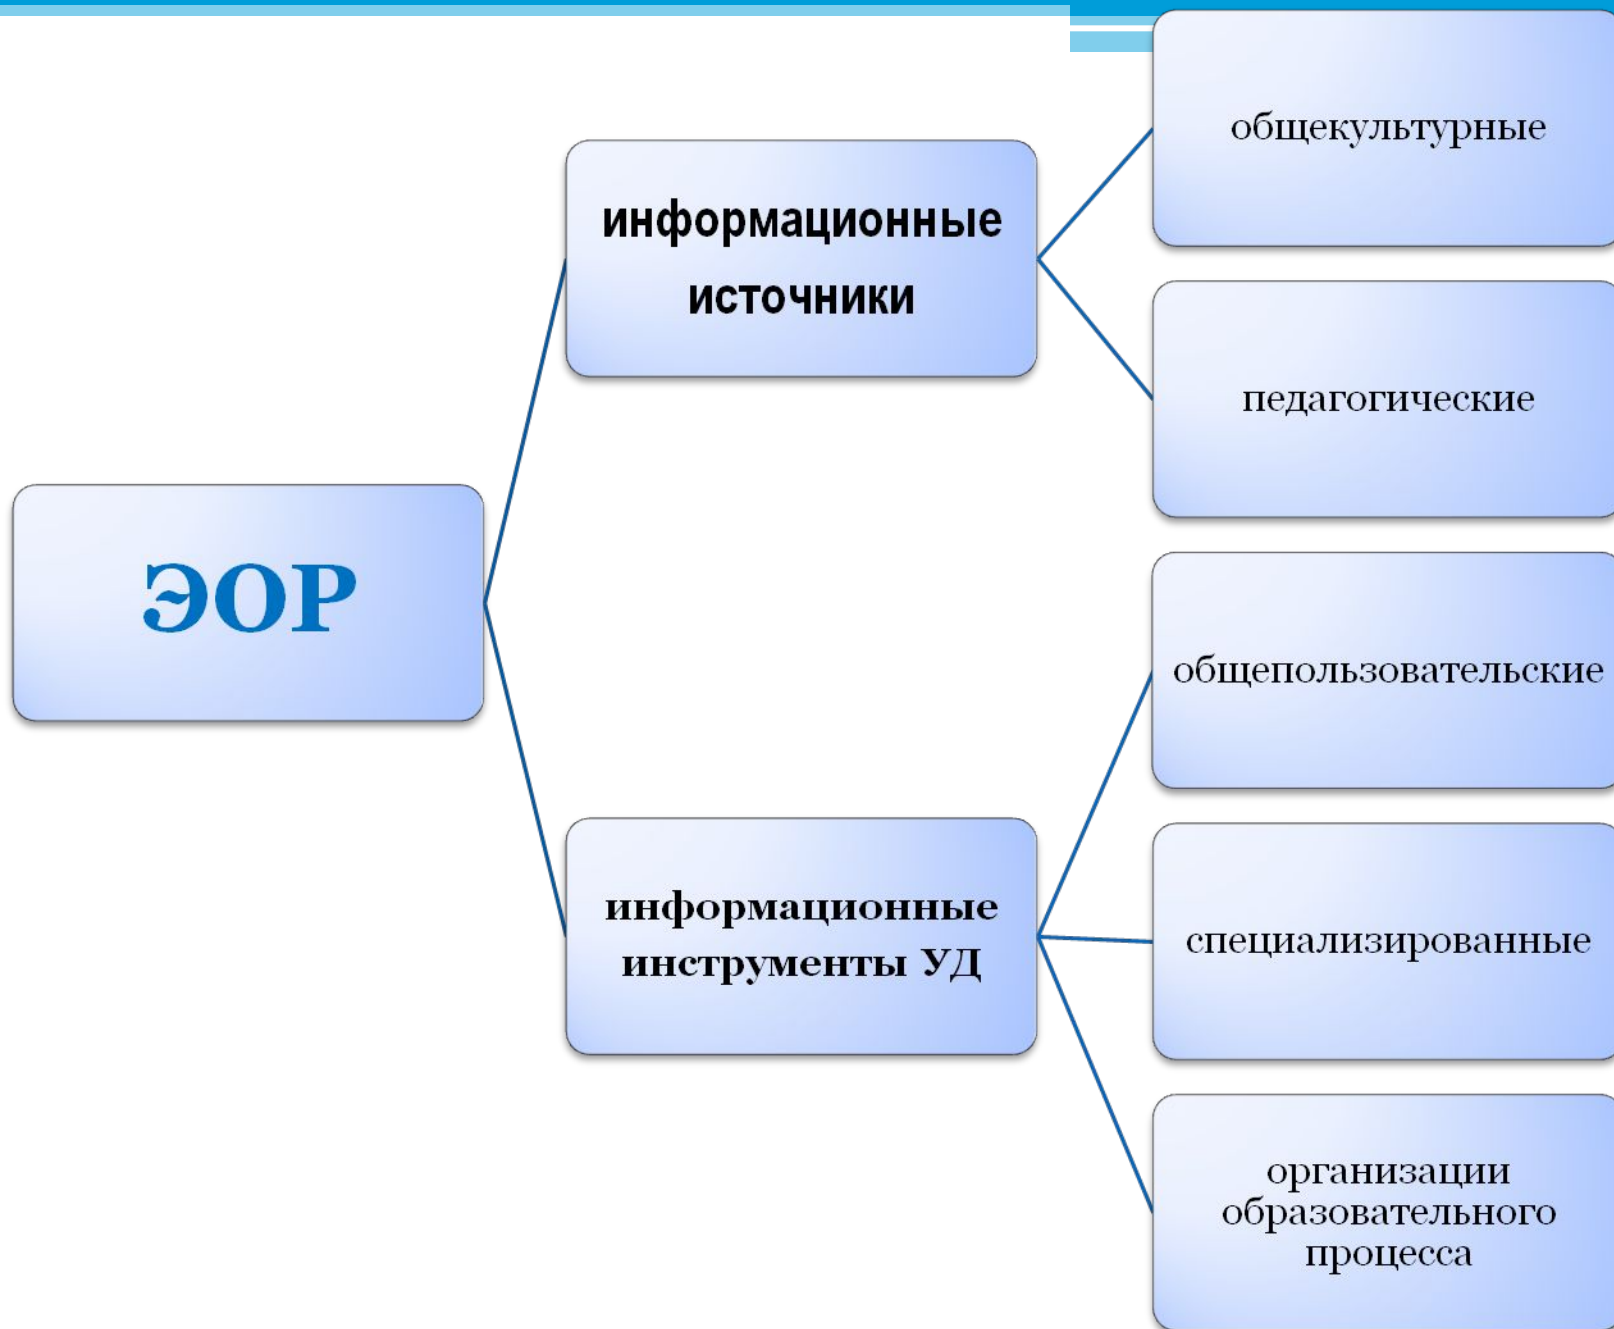 ЭОР
информационные
источники
общекультурные
педагогические
информационные
инструменты УД
общепользовательские
специализированные
организации
образовательного
процесса